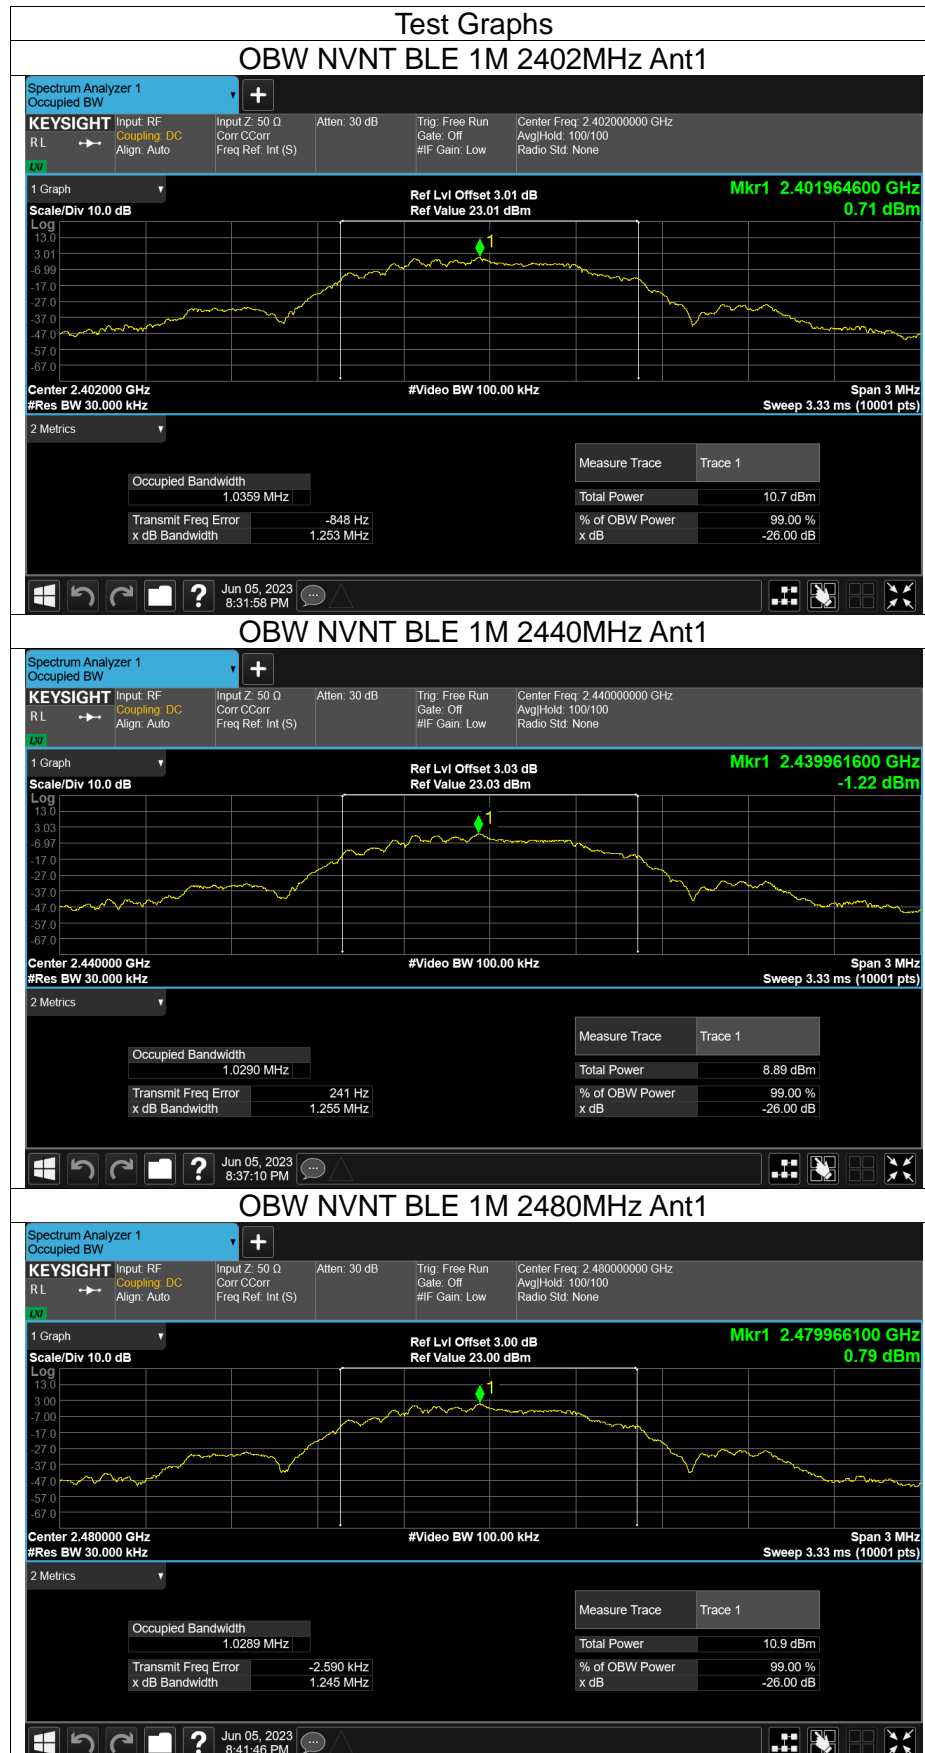 Test Graphs
OBW NVNT BLE 1M 2402MHz Ant1
Spectrum Analyzer 1
Occupied BW
KEYSIGHT Input: RF Input Z: 50 Ω Atten: 30 dB Trig: Free Run Center Freq: 2.402000000 GHz
RL Coupling: DC Corr CCorr Gate: Off Avg|Hold: 100/100
Align: Auto Freq Ref: Int (S) #IF Gain: Low Radio Std: None
LXI
1 Graph Ref Lvl Offset 3.01 dB Mkr1 2.401964600 GHz
Scale/Div 10.0 dB Ref Value 23.01 dBm 0.71 dBm
Log
13.0
1
3.01
-6.99
-17.0
-27.0
-37.0
-47.0
-57.0
-67.0
Center 2.402000 GHz #Video BW 100.00 kHz Span 3 MHz
#Res BW 30.000 kHz Sweep 3.33 ms (10001 pts)
2 Metrics
Measure Trace Trace 1
Occupied Bandwidth
1.0359 MHz Total Power 10.7 dBm
Transmit Freq Error -848 Hz % of OBW Power 99.00 %
x dB Bandwidth 1.253 MHz x dB -26.00 dB
Jun 05, 2023
8:31:58 PM
OBW NVNT BLE 1M 2440MHz Ant1
Spectrum Analyzer 1
Occupied BW
KEYSIGHT Input: RF Input Z: 50 Ω Atten: 30 dB Trig: Free Run Center Freq: 2.440000000 GHz
RL Coupling: DC Corr CCorr Gate: Off Avg|Hold: 100/100
Align: Auto Freq Ref: Int (S) #IF Gain: Low Radio Std: None
LXI
1 Graph Ref Lvl Offset 3.03 dB Mkr1 2.439961600 GHz
Scale/Div 10.0 dB Ref Value 23.03 dBm -1.22 dBm
Log
13.0
1
3.03
-6.97
-17.0
-27.0
-37.0
-47.0
-57.0
-67.0
Center 2.440000 GHz #Video BW 100.00 kHz Span 3 MHz
#Res BW 30.000 kHz Sweep 3.33 ms (10001 pts)
2 Metrics
Measure Trace Trace 1
Occupied Bandwidth
1.0290 MHz Total Power 8.89 dBm
Transmit Freq Error 241 Hz % of OBW Power 99.00 %
x dB Bandwidth 1.255 MHz x dB -26.00 dB
Jun 05, 2023
8:37:10 PM
OBW NVNT BLE 1M 2480MHz Ant1
Spectrum Analyzer 1
Occupied BW
KEYSIGHT Input: RF Input Z: 50 Ω Atten: 30 dB Trig: Free Run Center Freq: 2.480000000 GHz
RL Coupling: DC Corr CCorr Gate: Off Avg|Hold: 100/100
Align: Auto Freq Ref: Int (S) #IF Gain: Low Radio Std: None
LXI
1 Graph Ref Lvl Offset 3.00 dB Mkr1 2.479966100 GHz
Scale/Div 10.0 dB Ref Value 23.00 dBm 0.79 dBm
Log
13.0
1
3.00
-7.00
-17.0
-27.0
-37.0
-47.0
-57.0
-67.0
Center 2.480000 GHz #Video BW 100.00 kHz Span 3 MHz
#Res BW 30.000 kHz Sweep 3.33 ms (10001 pts)
2 Metrics
Measure Trace Trace 1
Occupied Bandwidth
1.0289 MHz Total Power 10.9 dBm
Transmit Freq Error -2.590 kHz % of OBW Power 99.00 %
x dB Bandwidth 1.245 MHz x dB -26.00 dB
Jun 05, 2023
8:41:46 PM